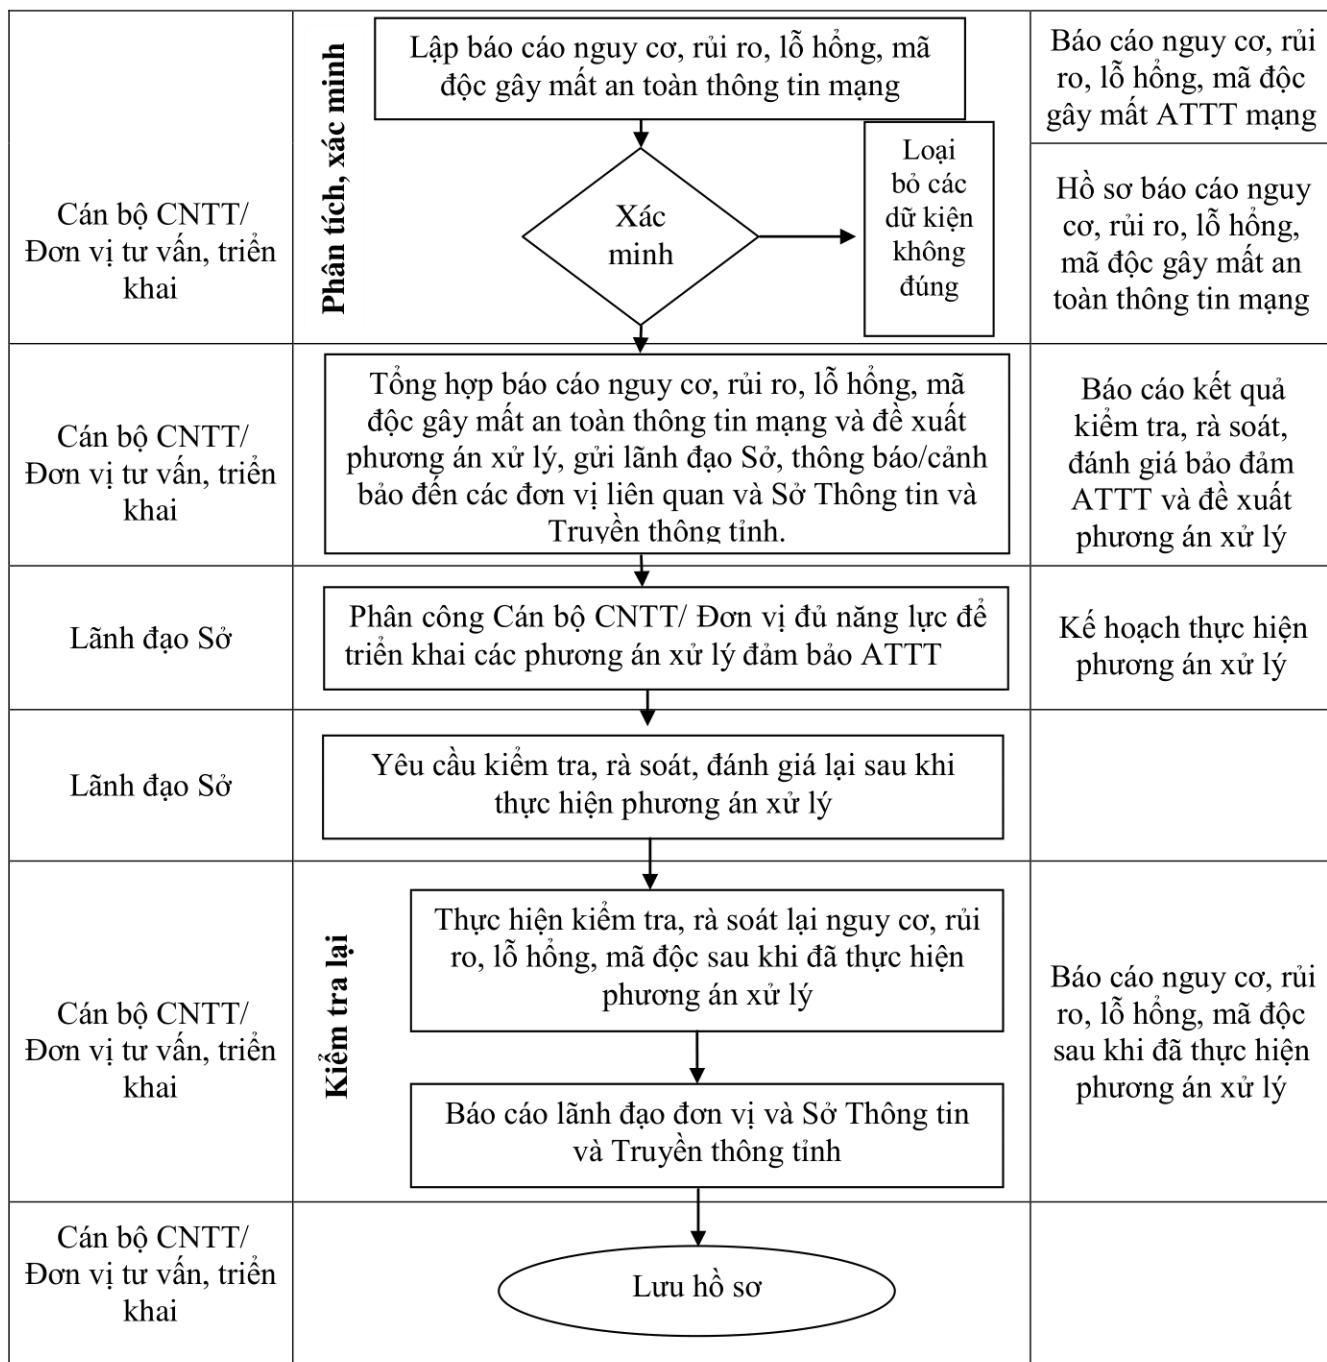 Phân tích, xác minh
Lập báo cáo nguy cơ, rủi ro, lỗ hổng, mã
độc gây mất an toàn thông tin mạng
Báo cáo nguy cơ, rủi
ro, lỗ hổng, mã độc
gây mất ATTT mạng
Cán bộ CNTT/
Đơn vị tư vấn, triển
khai
Xác
minh
Loại
bỏ các
dữ kiện
không
đúng
Hồ sơ báo cáo nguy
cơ, rủi ro, lỗ hổng,
mã độc gây mất an
toàn thông tin mạng
Cán bộ CNTT/
Đơn vị tư vấn, triển
khai
Tổng hợp báo cáo nguy cơ, rủi ro, lỗ hổng, mã
độc gây mất an toàn thông tin mạng và đề xuất
phương án xử lý, gửi lãnh đạo Sở, thông báo/cảnh
bảo đến các đơn vị liên quan và Sở Thông tin và
Truyền thông tỉnh.
Báo cáo kết quả
kiểm tra, rà soát,
đánh giá bảo đảm
ATTT và đề xuất
phương án xử lý
Lãnh đạo Sở
Phân công Cán bộ CNTT/ Đơn vị đủ năng lực để
triển khai các phương án xử lý đảm bảo ATTT
Kế hoạch thực hiện
phương án xử lý
Lãnh đạo Sở
Yêu cầu kiểm tra, rà soát, đánh giá lại sau khi
thực hiện phương án xử lý
Cán bộ CNTT/
Đơn vị tư vấn, triển
khai
Kiểm tra lại
Thực hiện kiểm tra, rà soát lại nguy cơ, rủi
ro, lỗ hổng, mã độc sau khi đã thực hiện
phương án xử lý
Báo cáo lãnh đạo đơn vị và Sở Thông tin
và Truyền thông tỉnh
Báo cáo nguy cơ, rủi
ro, lỗ hổng, mã độc
sau khi đã thực hiện
phương án xử lý
Cán bộ CNTT/
Đơn vị tư vấn, triển
khai
Lưu hồ sơ